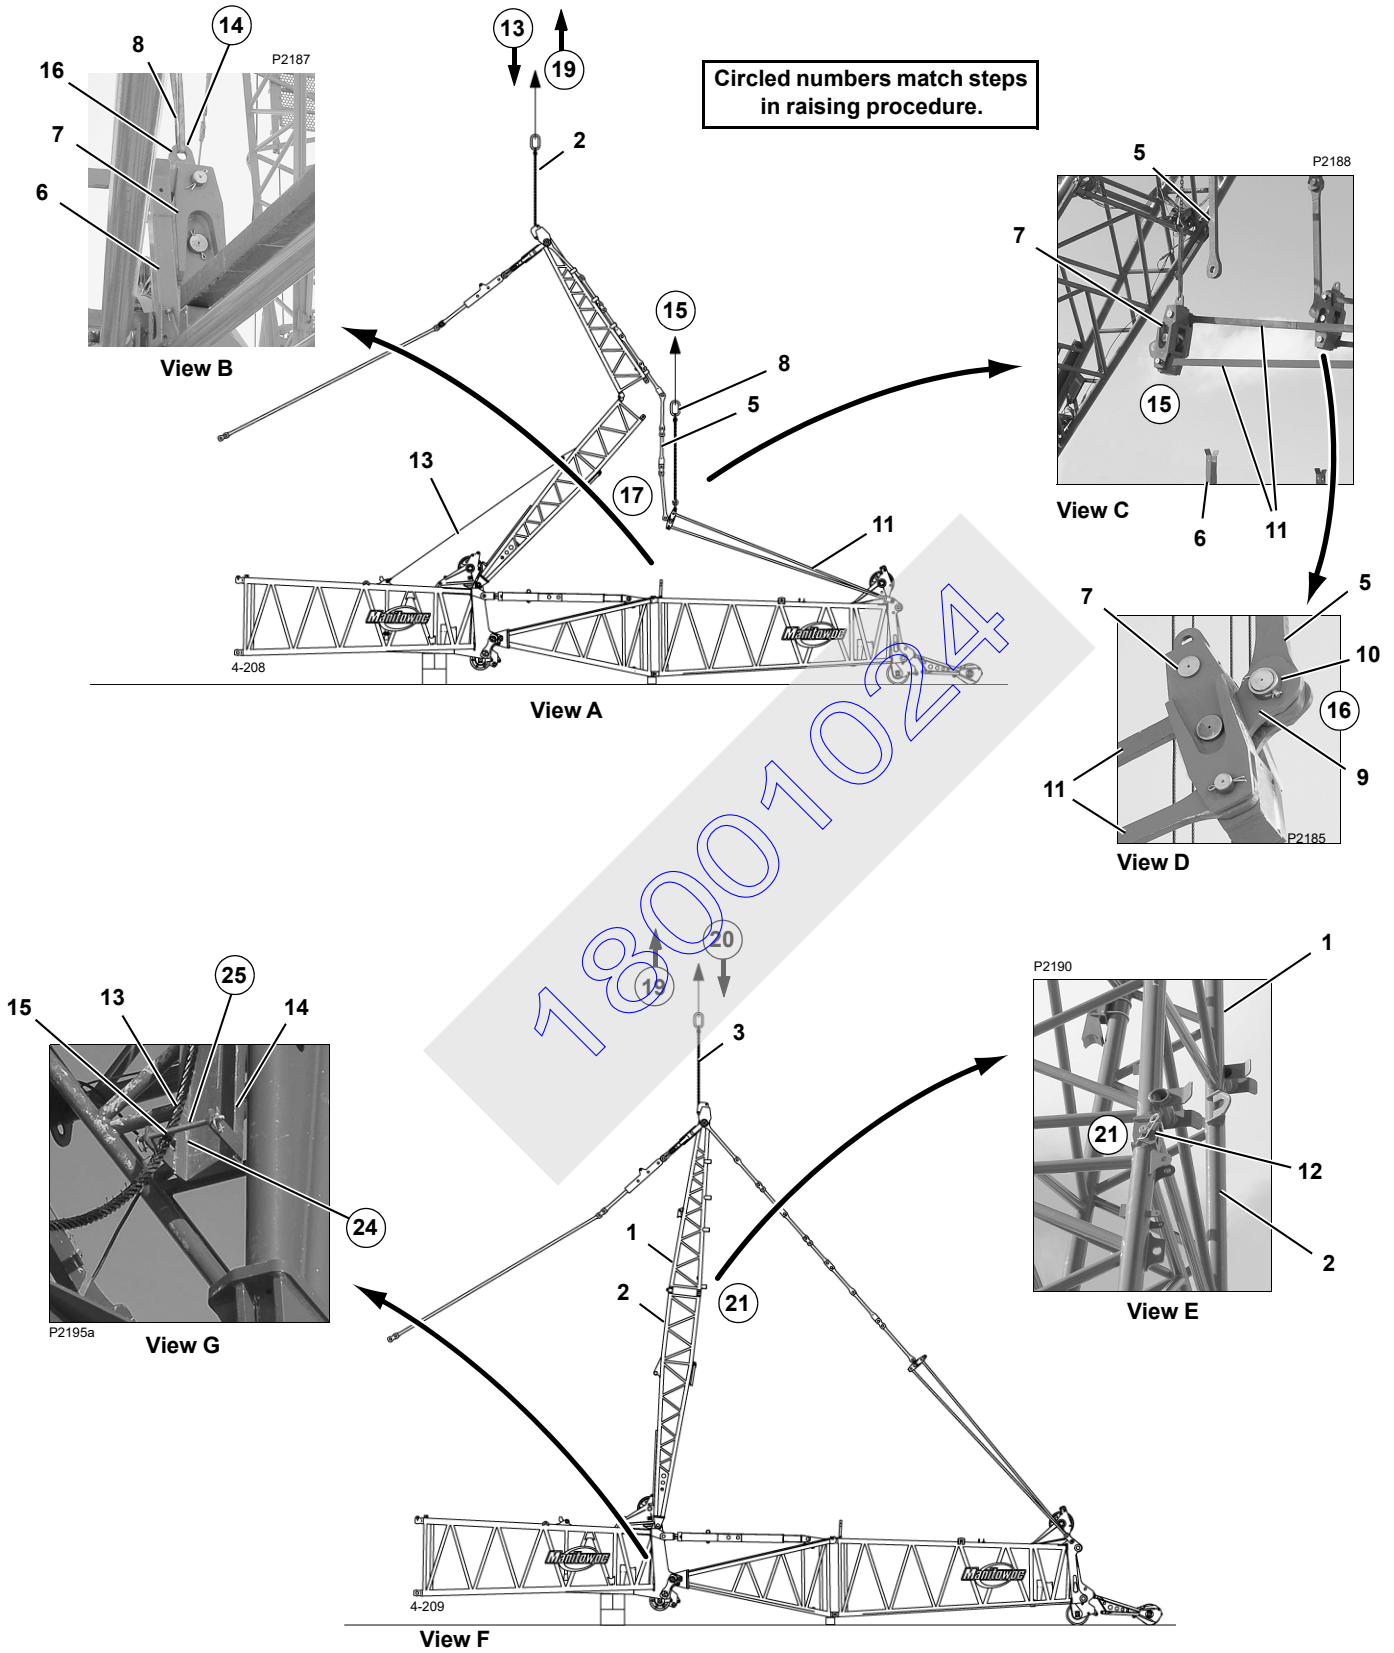 13
19
14
8
16
P2187
7
6
View B
Circled numbers match steps
in raising procedure.
2
15
8
5
13
17
11
Manitowoc
Manitowoc
4-208
View A
5
P2188
7
15
6
11
View C
7
5
10
16
9
11
P2185
View D
18001024
20
19
3
25
13
15
14
24
P2195a
View G
1
2
21
P2190
1
21
12
2
View E
Manitowoc
Manitowoc
4-209
View F